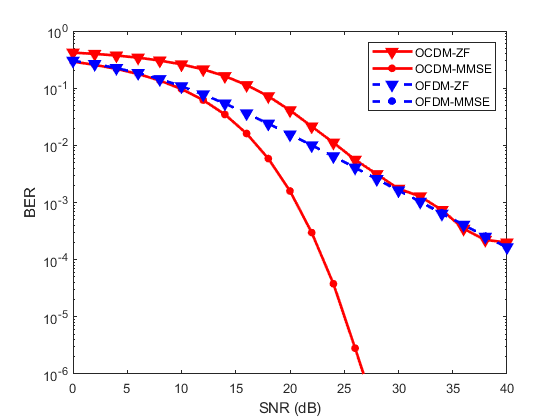 10^0
10^-1
10^-2
10^-3
10^-4
10^-5
10^-6
BER
0 5 10 15 20 25 30 35 40
SNR (dB)
OCDM-ZF
OCDM-MMSE
OFDM-ZF
OFDM-MMSE